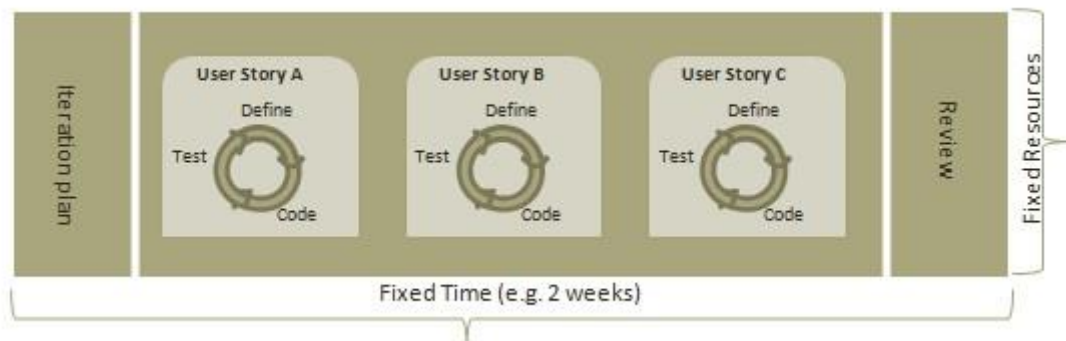 Iteration plan
User Story A
Define
Test
Code
User Story B
Define
Test
Code
User Story C
Define
Test
Code
Review
Fixed Resources
Fixed Time (e.g. 2 weeks)